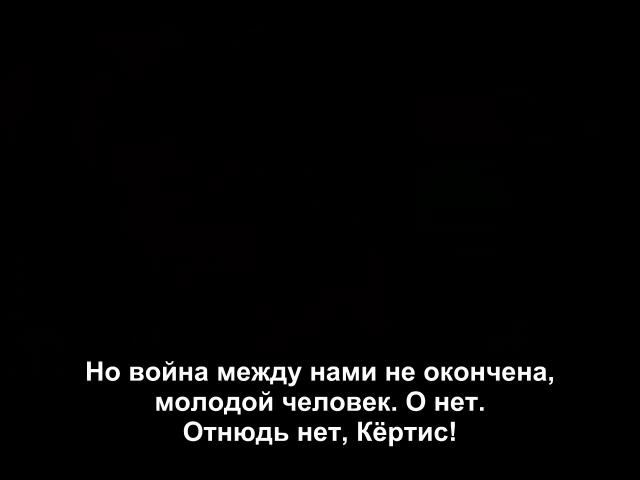 Но война между нами не окончена,
молодой человек. О нет.
Отнюдь нет, Кёртис!